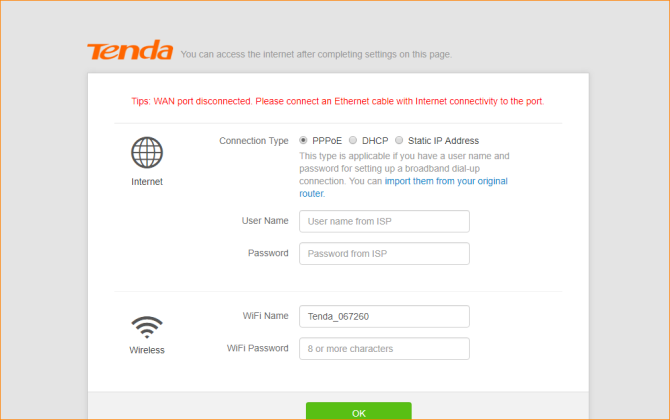 Tenda You can access the internet after completing settings on this page.
Tips: WAN port disconnected. Please connect an Ethernet cable with Internet connectivity to the port.
Internet
Connection Type PPPoE DHCP Static IP Address
This type is applicable if you have a user name and
password for setting up a broadband dial-up
connection. You can import them from your original
router.
User Name User name from ISP
Password Password from ISP
Wireless
WiFi Name Tenda_067260
WiFi Password 8 or more characters
OK